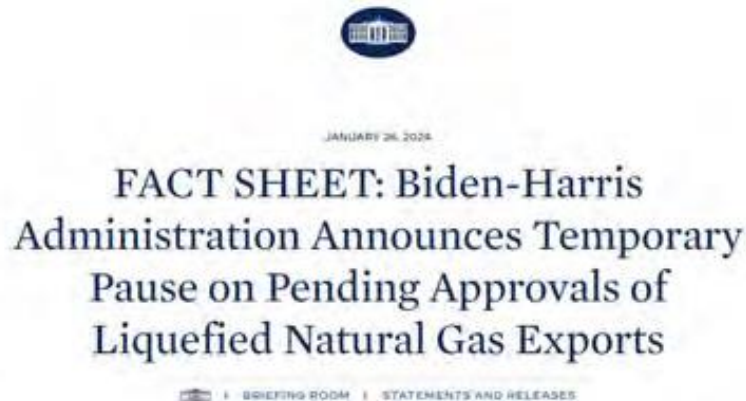 JANUARY 26, 2024
FACT SHEET: Biden-Harris
Administration Announces Temporary
Pause on Pending Approvals of
Liquefied Natural Gas Exports
BRIEFING ROOM | STATEMENTS AND RELEASES